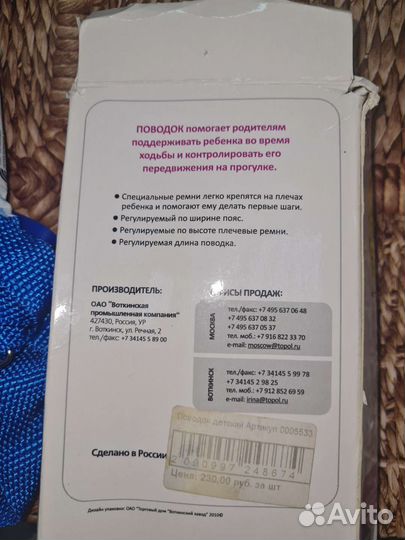 ПОВОДОК помогает родителям
поддерживать ребенка во время
ходьбы и контролировать его
передвижения на прогулке.
• Специальные ремни легко крепятся на плечах
ребенка и помогают ему делать первые шаги.
• Регулируемый по ширине пояс.
• Регулируемые по высоте плечевые ремни.
• Регулируемая длина поводка.
ПРОИЗВОДИТЕЛЬ:
ОАО "Воткинская
промышленная компания"
427430, Россия, УР
г. Воткинск, ул. Речная, 2
тел./факс: +7 34145 5 89 00
ОФИСЫ ПРОДАЖ:
МОСКВА
тел./факс: +7 495 637 06 48
+7 495 637 08 32
+7 495 637 05 37
тел.: +7 916 822 33 70
e-mail: moscow@topol.ru
ВОТКИНСК
тел./факс: +7 34145 5 99 78
+7 34145 2 98 25
тел.: +7 912 852 69 59
e-mail: irina@topol.ru
Поводок детский Артикул 0005533
2 090997 248674
Цена: 230,00 руб. за шт
Сделано в России
Дизайн упаковки: ОАО "Торговый дом "Воткинский завод" 2010©
Avito